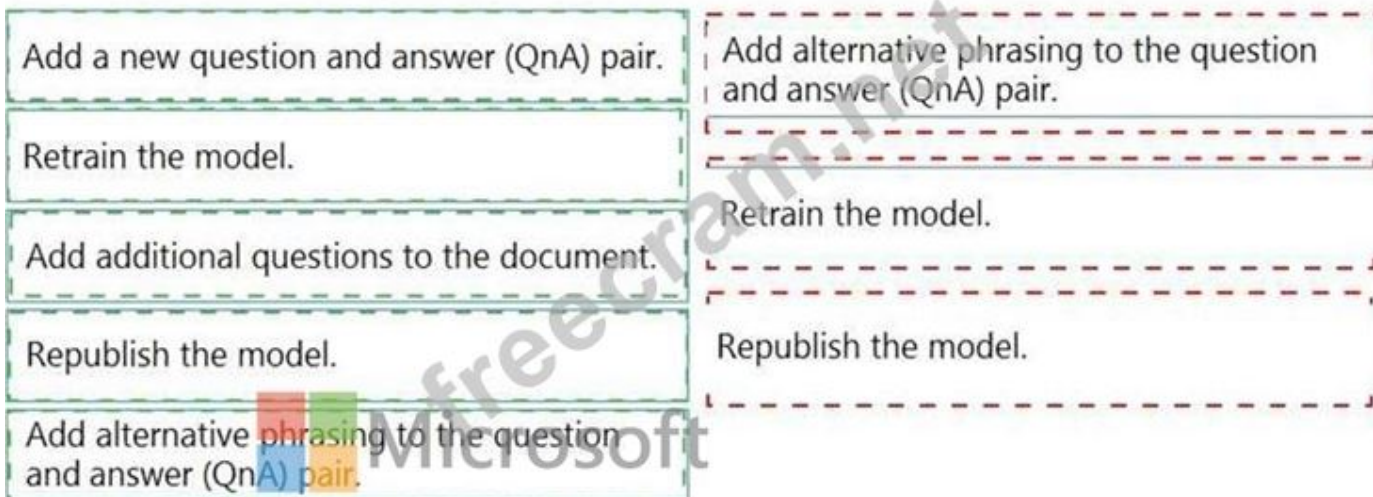 Add a new question and answer (QnA) pair.
Retrain the model.
Add additional questions to the document.
Republish the model.
Add alternative phrasing to the question
and answer (QnA) pair.
Add alternative phrasing to the question
and answer (QnA) pair.
Retrain the model.
Republish the model.
freecram.net
Microsoft